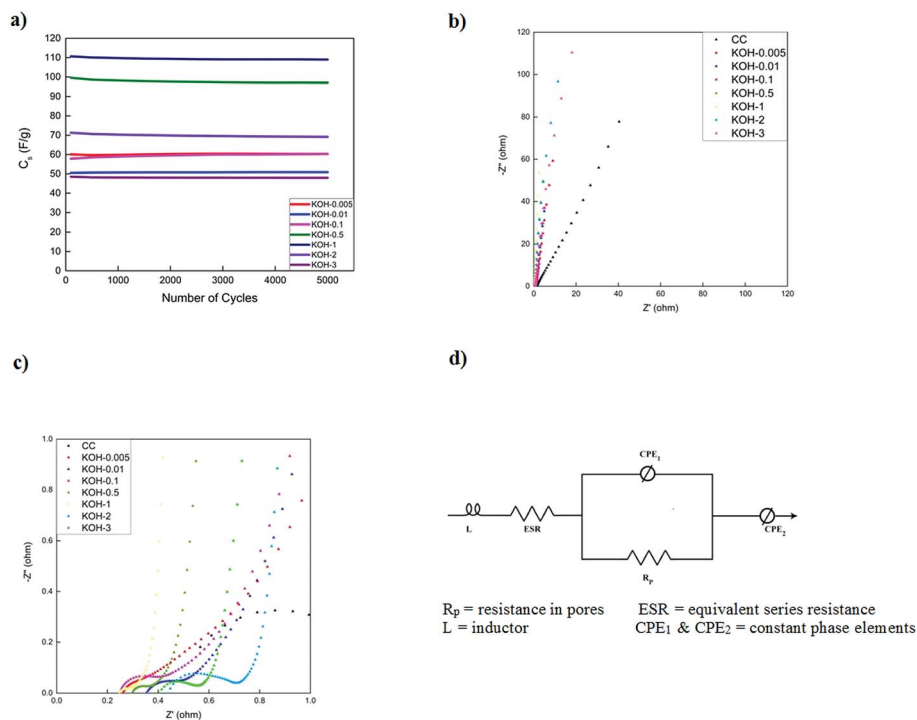 a)
120
110
100
90
80
70
60
50
40
30
20
10
0
Cs (F/g)
KOH-0.005
KOH-0.01
KOH-0.1
KOH-0.5
KOH-1
KOH-2
KOH-3
0 1000 2000 3000 4000 5000
Number of Cycles
b)
120
100
80
60
40
20
0
-Z'' (ohm)
CC
KOH-0.005
KOH-0.01
KOH-0.1
KOH-0.5
KOH-1
KOH-2
KOH-3
0 20 40 60 80 100 120
Z' (ohm)
c)
1.0
0.8
0.6
0.4
0.2
0.0
-Z'' (ohm)
CC
KOH-0.005
KOH-0.01
KOH-0.1
KOH-0.5
KOH-1
KOH-2
KOH-3
0.0 0.2 0.4 0.6 0.8 1.0
Z' (ohm)
d)
CPE1
L
ESR
CPE2
RP
Rp = resistance in pores ESR = equivalent series resistance
L = inductor CPE1 & CPE2 = constant phase elements